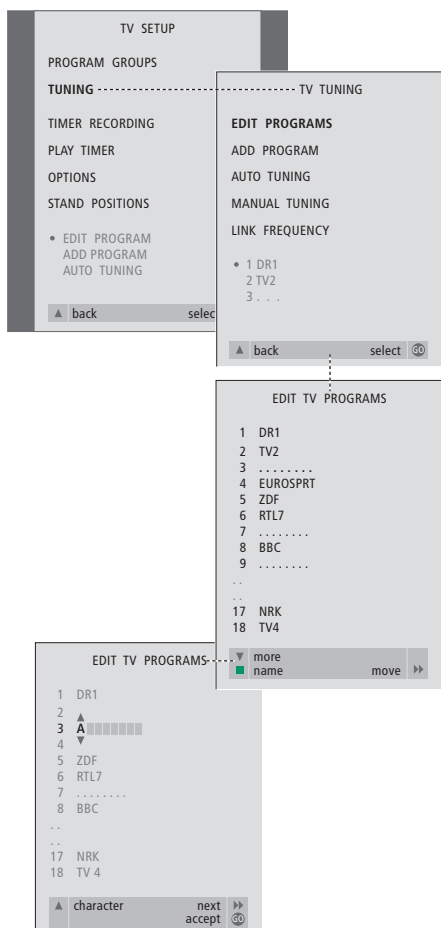 TV SETUP
PROGRAM GROUPS
TUNING
TIMER RECORDING
PLAY TIMER
OPTIONS
STAND POSITIONS
• EDIT PROGRAM
ADD PROGRAM
AUTO TUNING
▲ back selec
TV TUNING
EDIT PROGRAMS
ADD PROGRAM
AUTO TUNING
MANUAL TUNING
LINK FREQUENCY
• 1 DR1
2 TV2
3 . . .
▲ back select GO
EDIT TV PROGRAMS
1 DR1
2 TV2
3 ........
4 EUROSPRT
5 ZDF
6 RTL7
7 ........
8 BBC
9 ........
..
..
17 NRK
18 TV4
▼ more
name move ▶▶
EDIT TV PROGRAMS
1 DR1
2
3 A
4
5 ZDF
6 RTL7
7 ........
8 BBC
..
..
17 NRK
18 TV 4
▲ character next ▶▶
accept GO